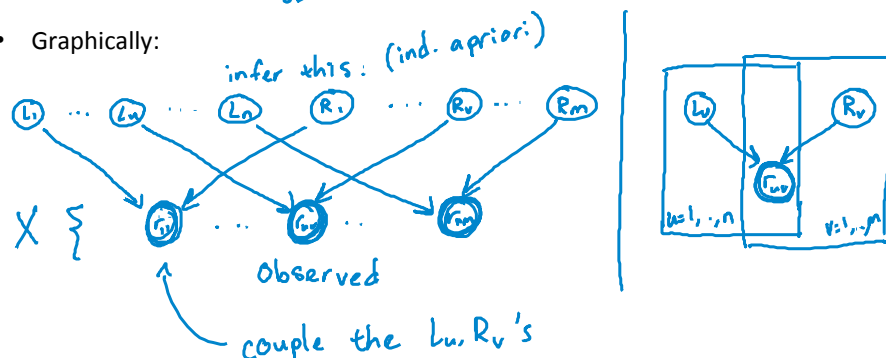 • Graphically:
infer this. (ind. apriori)
L₁ ... Lᵤ ... Lₙ R₁ ... Rᵥ ... Rₘ
X { r₁₁ ... rᵤᵥ ... rₙₘ
Observed
couple the Lᵤ, Rᵥ's
Lᵤ Rᵥ
rᵤᵥ
u=1,..,n v=1,..,m